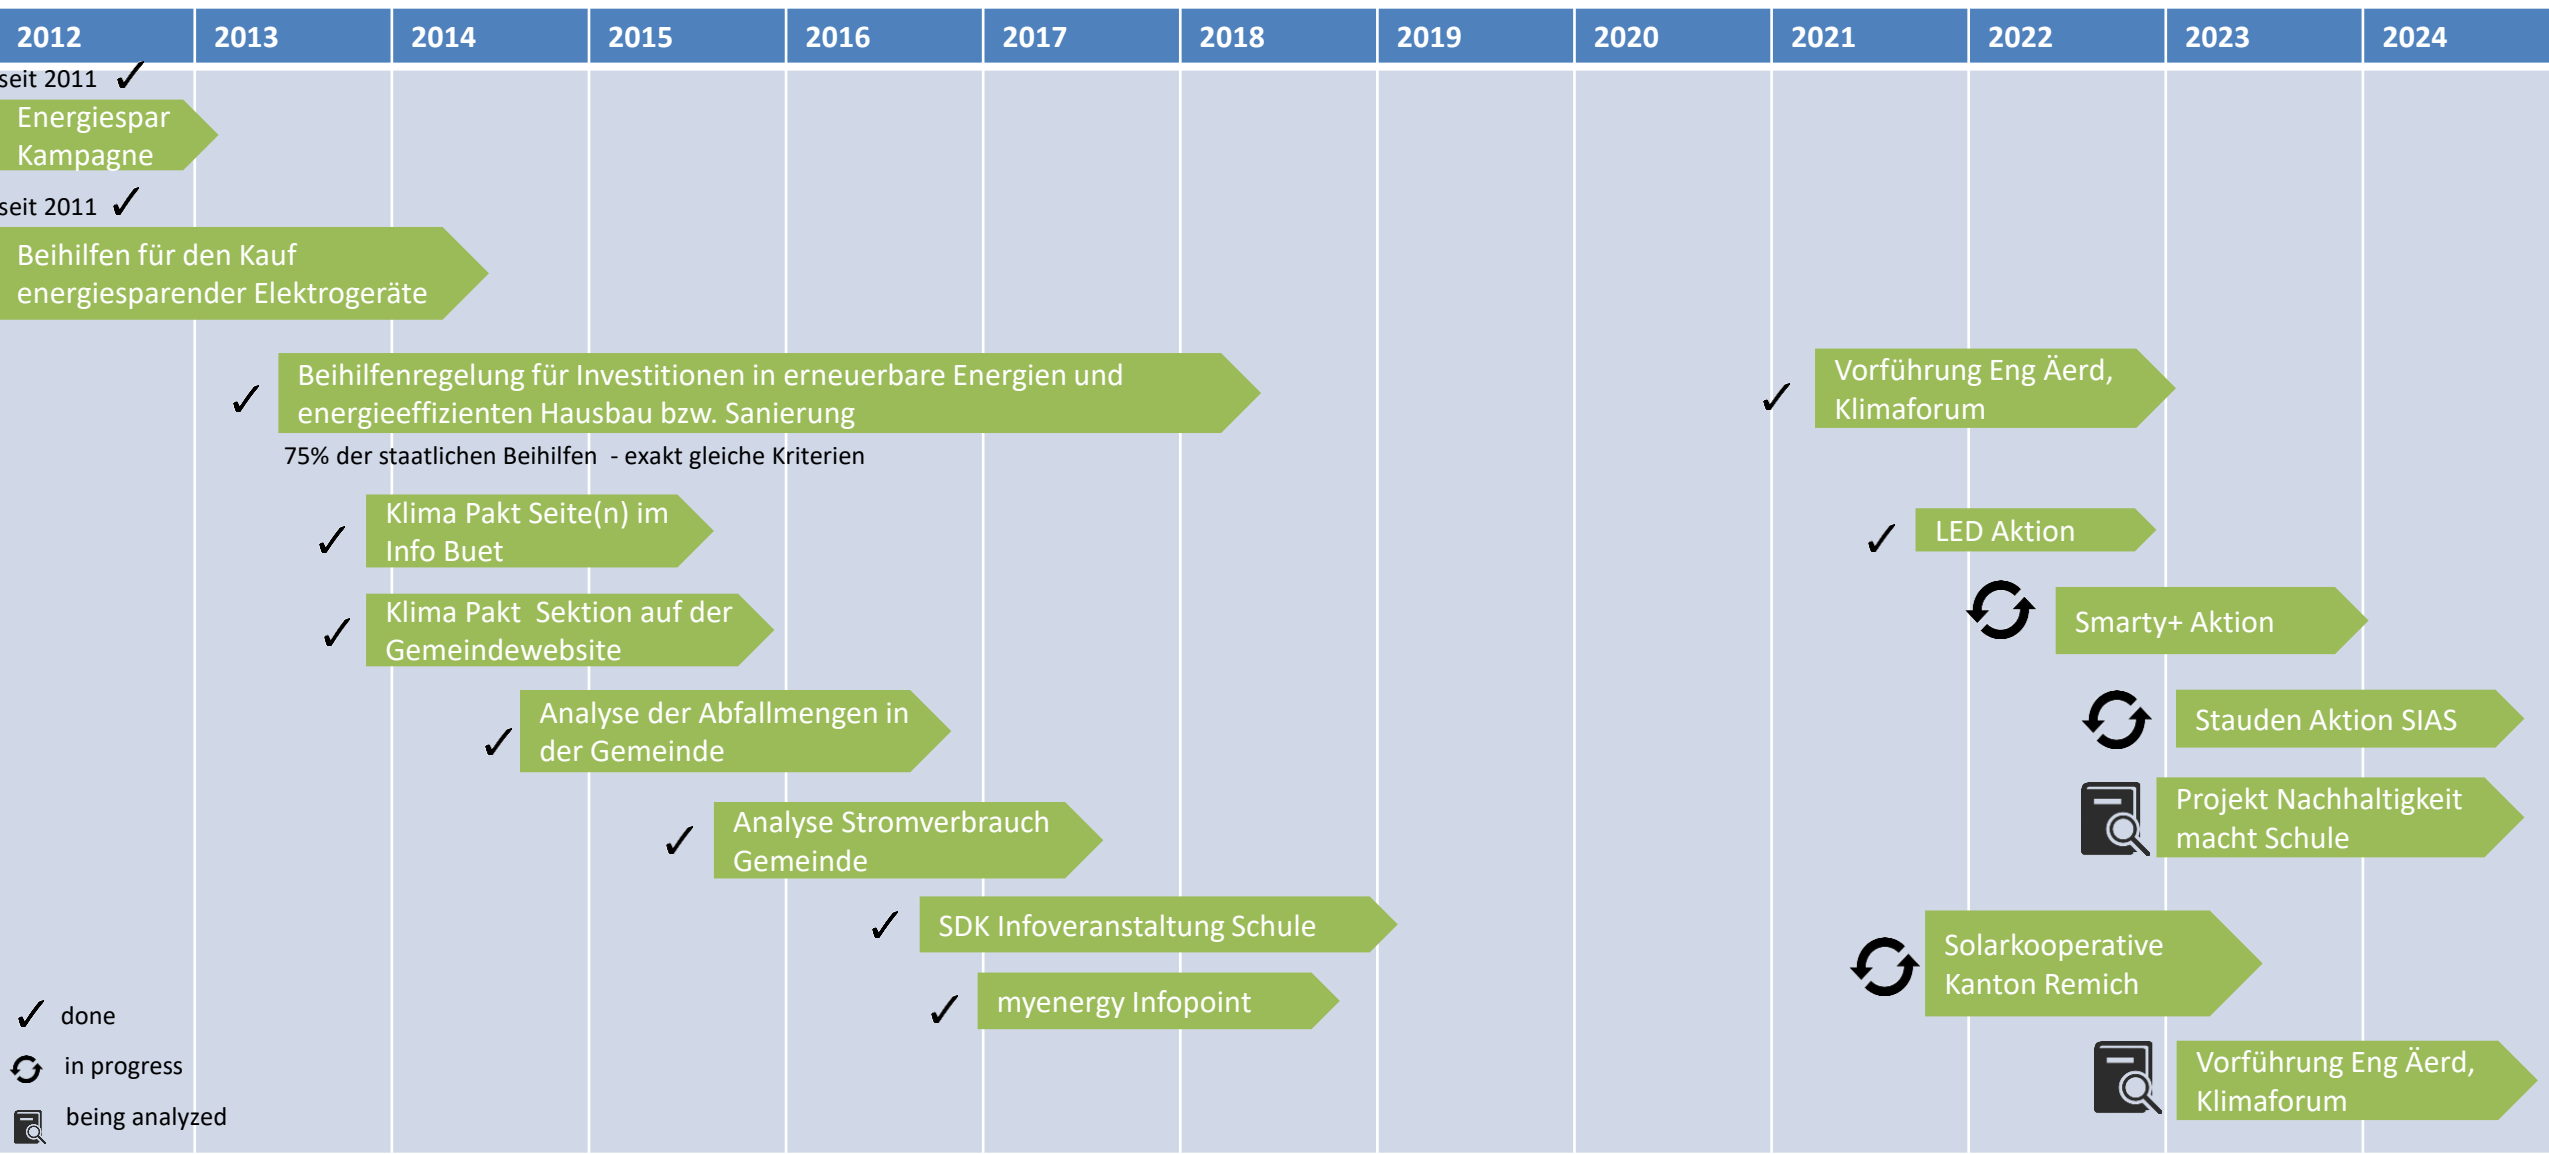 2012 2013 2014 2015 2016 2017 2018 2019 2020 2021 2022 2023 2024
seit 2011
Energiespar
Kampagne
seit 2011
Beihilfen für den Kauf
energiesparender Elektrogeräte
Beihilfenregelung für Investitionen in erneuerbare Energien und
energieeffizienten Hausbau bzw. Sanierung
75% der staatlichen Beihilfen - exakt gleiche Kriterien
Vorführung Eng Äerd,
Klimaforum
Klima Pakt Seite(n) im
Info Buet
LED Aktion
Klima Pakt Sektion auf der
Gemeindewebsite
Smarty+ Aktion
Analyse der Abfallmengen in
der Gemeinde
Stauden Aktion SIAS
Analyse Stromverbrauch
Gemeinde
Projekt Nachhaltigkeit
macht Schule
SDK Infoveranstaltung Schule
Solarkooperative
Kanton Remich
myenergy Infopoint
Vorführung Eng Äerd,
Klimaforum
done
in progress
being analyzed